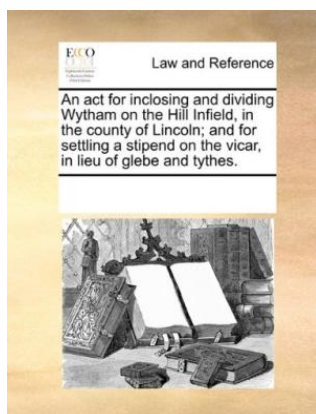 ECCO
Law and Reference
An act for inclosing and dividing
Wytham on the Hill Infield, in
the county of Lincoln; and for
settling a stipend on the vicar,
in lieu of glebe and tythes.